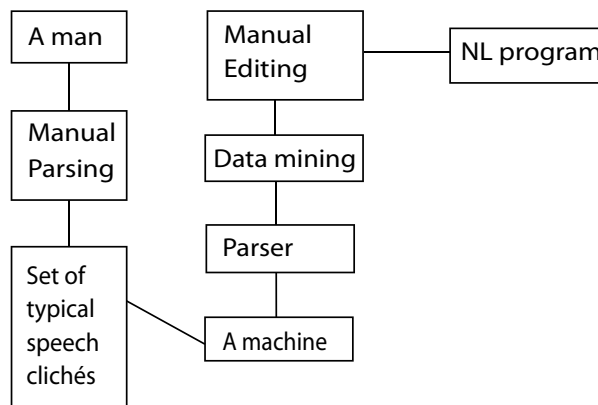 A man
Manual
Parsing
Set of
typical
speech
clichés
A machine
Parser
Data mining
Manual
Editing
NL program